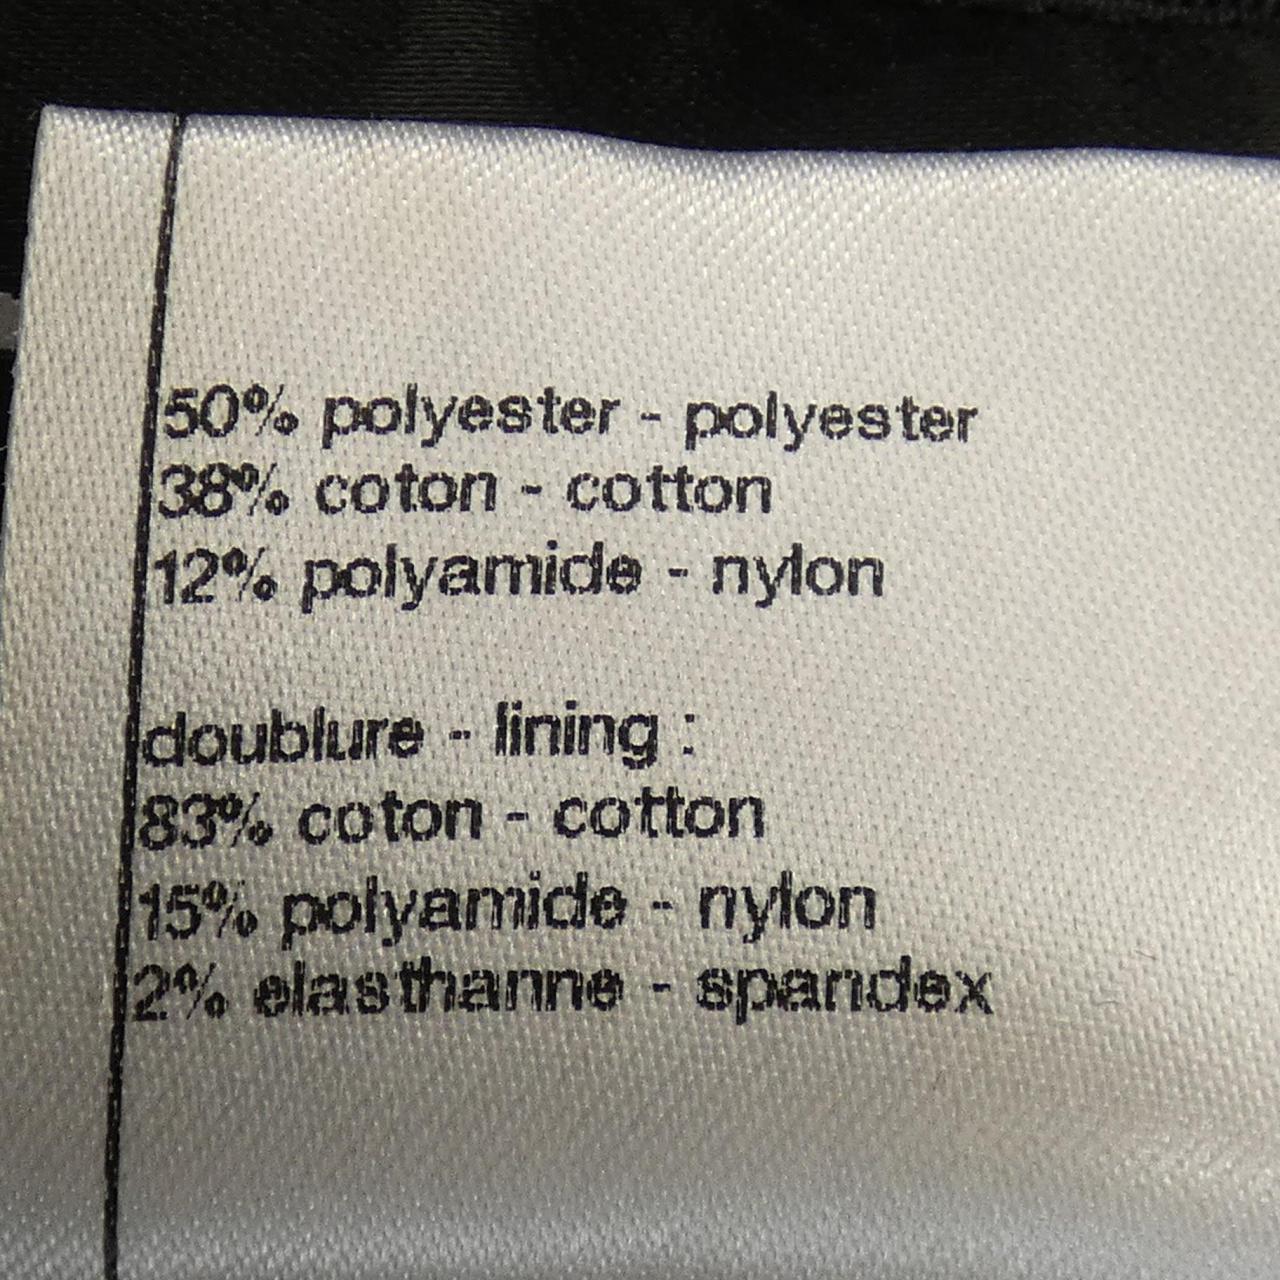 50% polyester - polyester
38% coton - cotton
12% polyamide - nylon
doublure - lining :
83% coton - cotton
15% polyamide - nylon
2% elasthanne - spandex